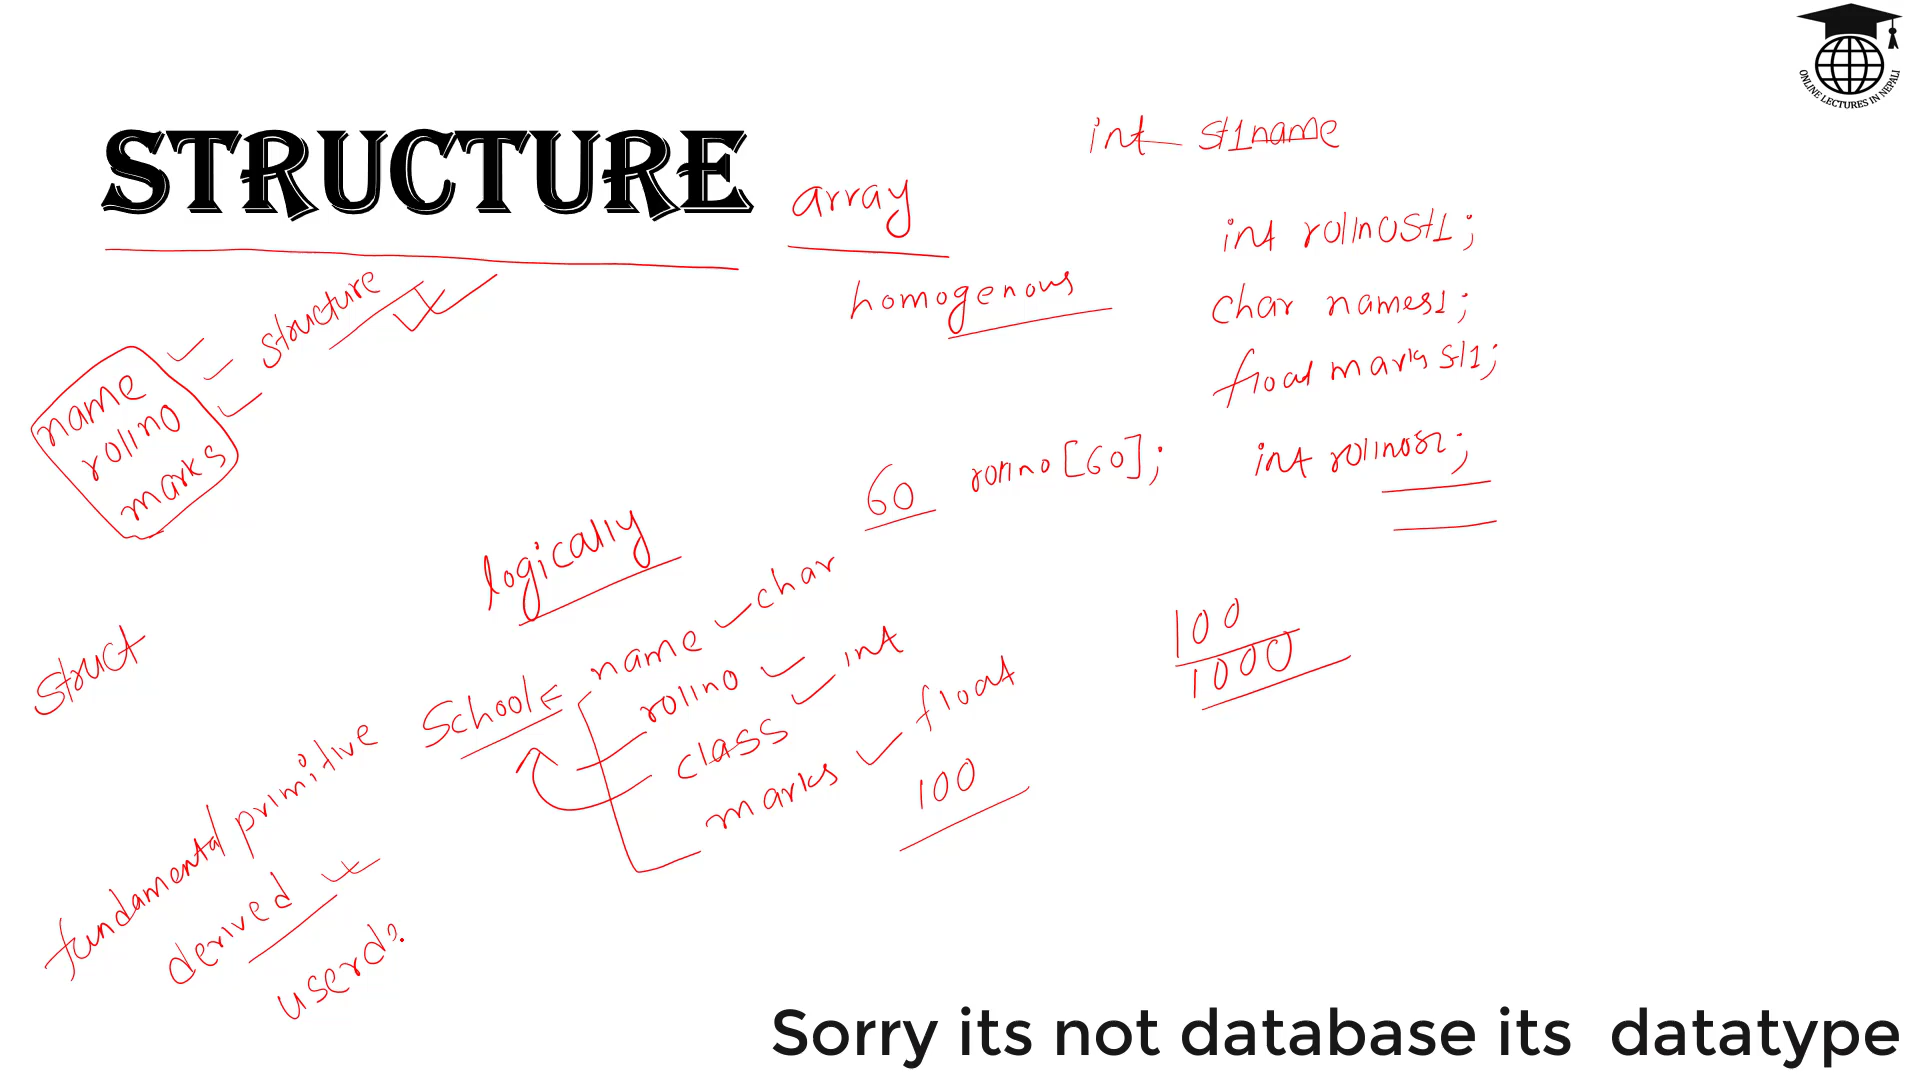 ONLINE LECTURES IN NEPALI
STRUCTURE
int st1name
array
int rollnost1;
homogenous
char names1;
structure
float marks st1;
name
rollno
marks
60 rollno [60];
int rollnos2;
logically
struct
School
name char
rollno int
class
marks float
100
100
1000
fundamental primitive
derived
userd
Sorry its not database its datatype